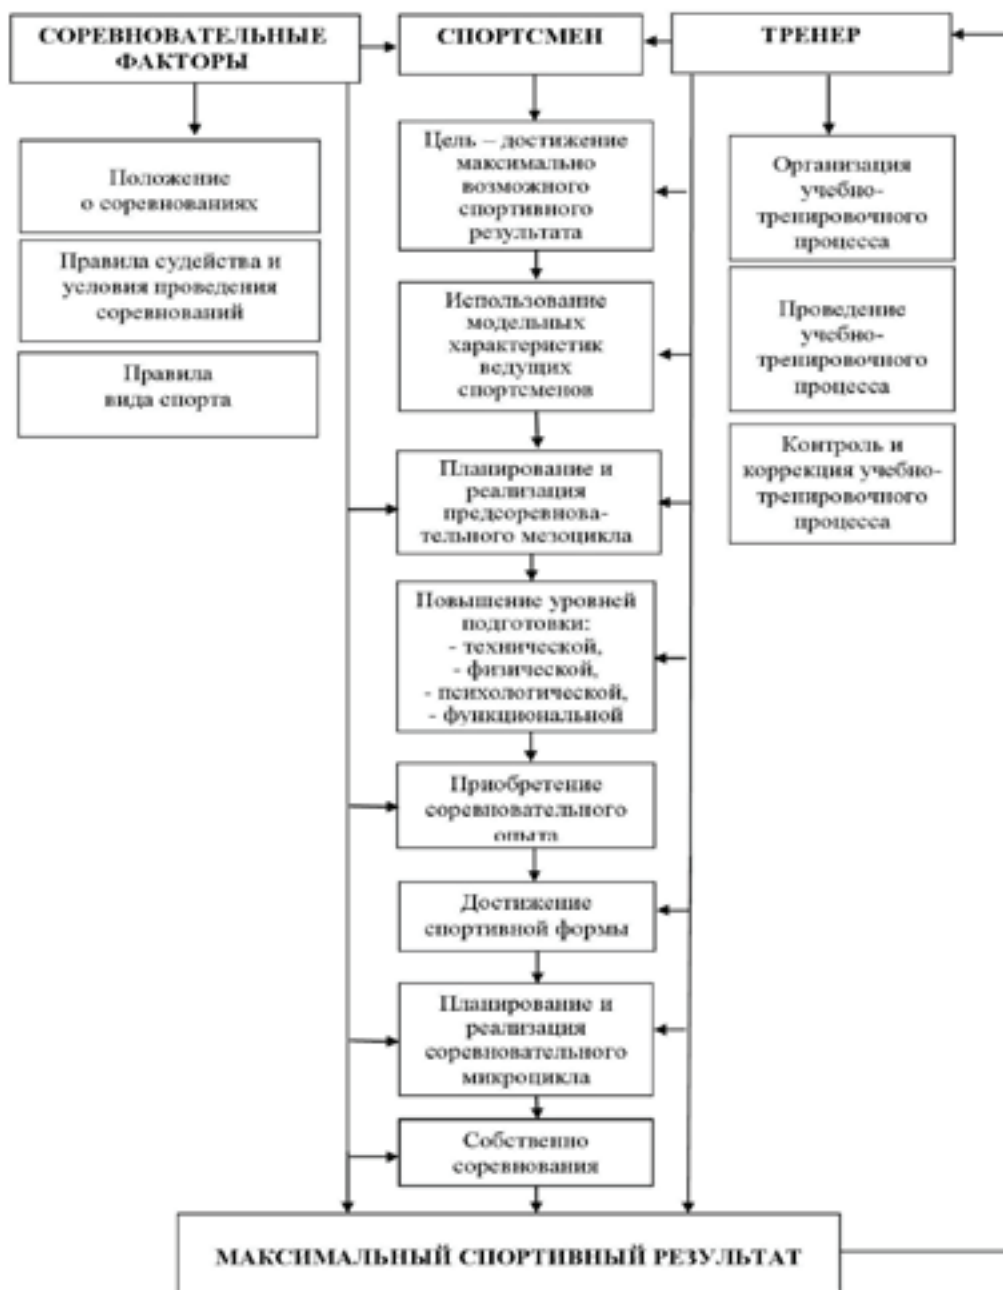 СОРЕВНОВАТЕЛЬНЫЕ
ФАКТОРЫ
СПОРТСМЕН
ТРЕНЕР
Положение
о соревнованиях
Правила судейства и
условия проведения
соревнований
Правила
вида спорта
Цель – достижение
максимально
возможного
спортивного
результата
Использование
модельных
характеристик
ведущих
спортсменов
Планирование и
реализация
предсоревнова-
тельного мезоцикла
Повышение уровней
подготовки:
- технической,
- физической,
- психологической,
- функциональной
Приобретение
соревновательного
опыта
Достижение
спортивной формы
Планирование и
реализация
соревновательного
микроцикла
Собственно
соревнования
Организация
учебно-
тренировочного
процесса
Проведение
учебно-
тренировочного
процесса
Контроль и
коррекция учебно-
тренировочного
процесса
МАКСИМАЛЬНЫЙ СПОРТИВНЫЙ РЕЗУЛЬТАТ